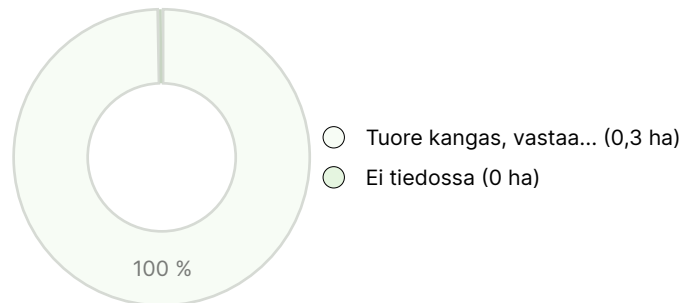 Tuore kangas, vastaa... (0,3 ha)
Ei tiedossa (0 ha)
100 %